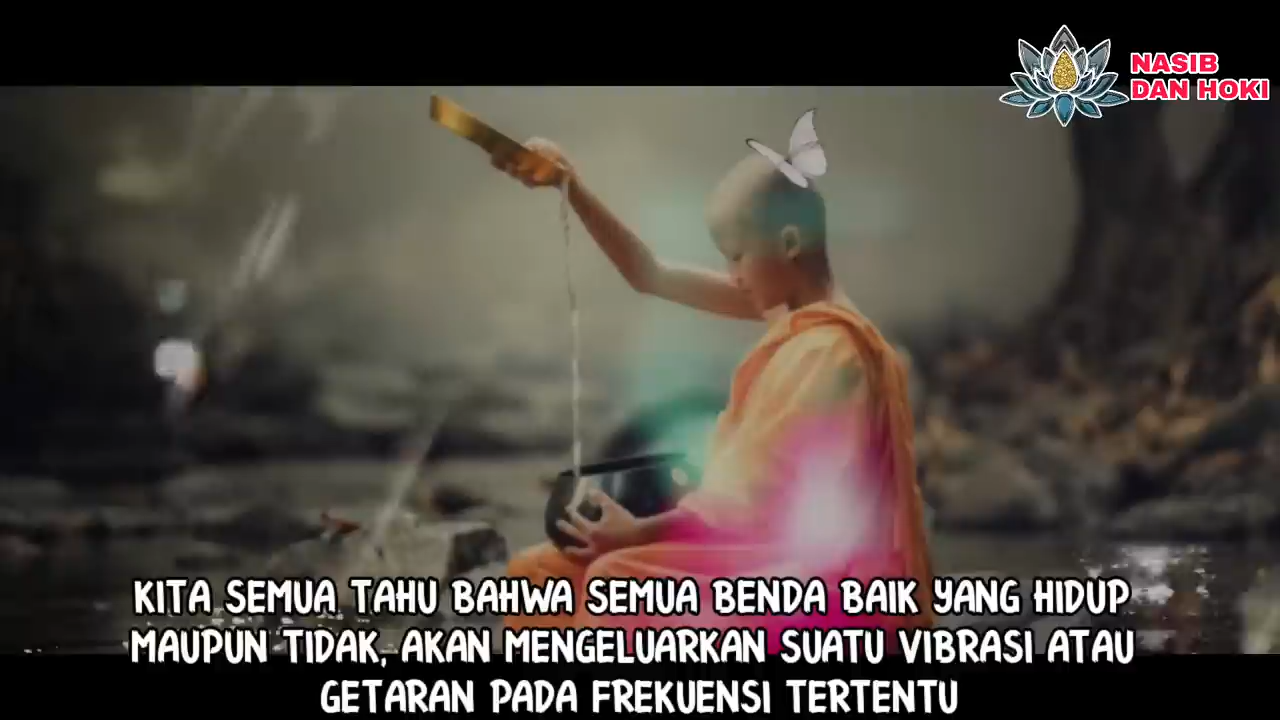 NASIB
DAN HOKI
KITA SEMUA TAHU BAHWA SEMUA BENDA BAIK YANG HIDUP
MAUPUN TIDAK, AKAN MENGELUARKAN SUATU VIBRASI ATAU
GETARAN PADA FREKUENSI TERTENTU